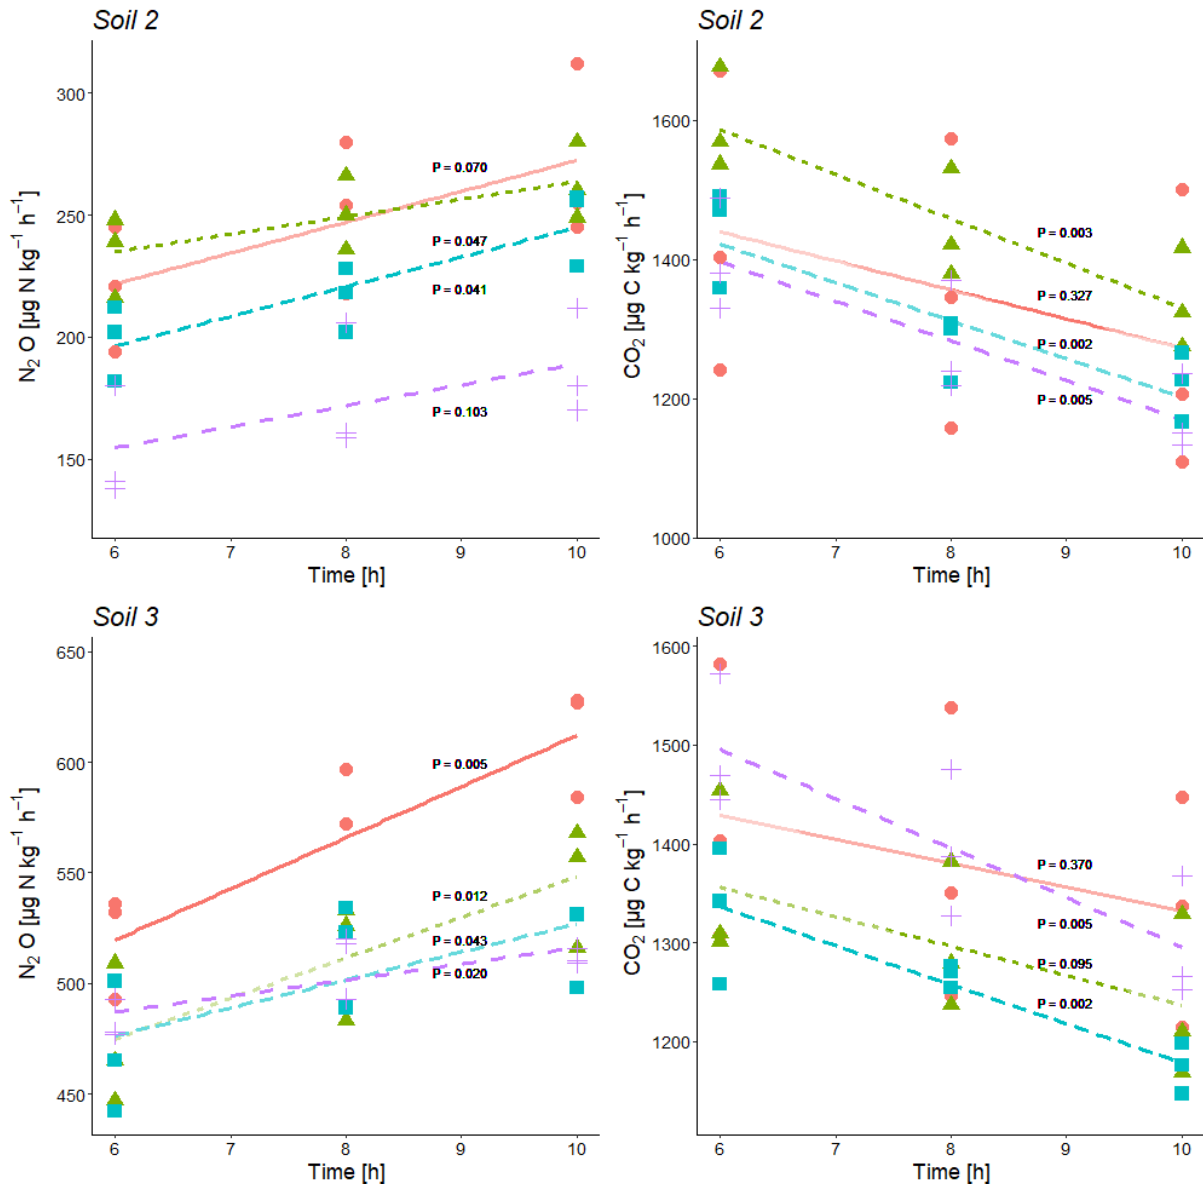 Soil 2
N₂ O [µg N kg⁻¹ h⁻¹]
300
250
200
150
P = 0.070
P = 0.047
P = 0.041
P = 0.103
6 7 8 9 10
Time [h]
Soil 2
CO₂ [µg C kg⁻¹ h⁻¹]
1600
1400
1200
1000
P = 0.003
P = 0.327
P = 0.002
P = 0.005
6 7 8 9 10
Time [h]
Soil 3
N₂ O [µg N kg⁻¹ h⁻¹]
650
600
550
500
450
P = 0.005
P = 0.012
P = 0.043
P = 0.020
6 7 8 9 10
Time [h]
Soil 3
CO₂ [µg C kg⁻¹ h⁻¹]
1600
1500
1400
1300
1200
P = 0.370
P = 0.005
P = 0.095
P = 0.002
6 7 8 9 10
Time [h]